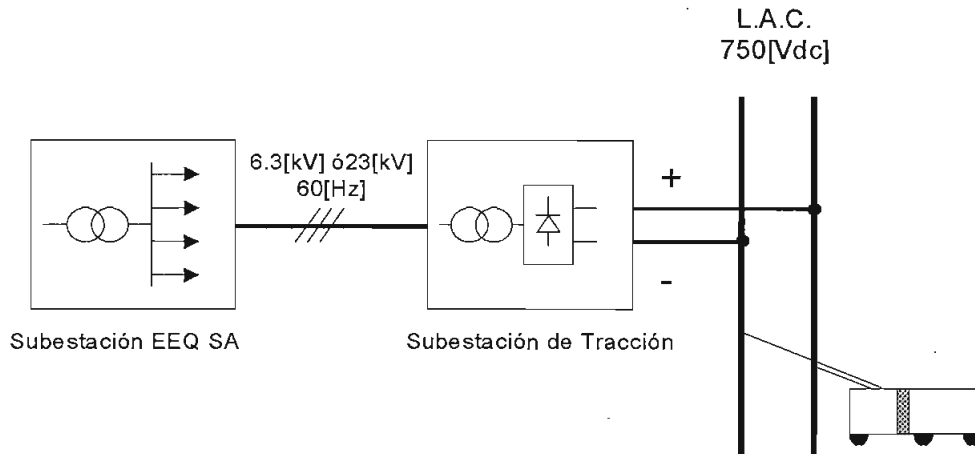 L.A.C.
750[Vdc]
6.3[kV] ó23[kV]
60[Hz]
+
-
Subestación EEQ SA
Subestación de Tracción